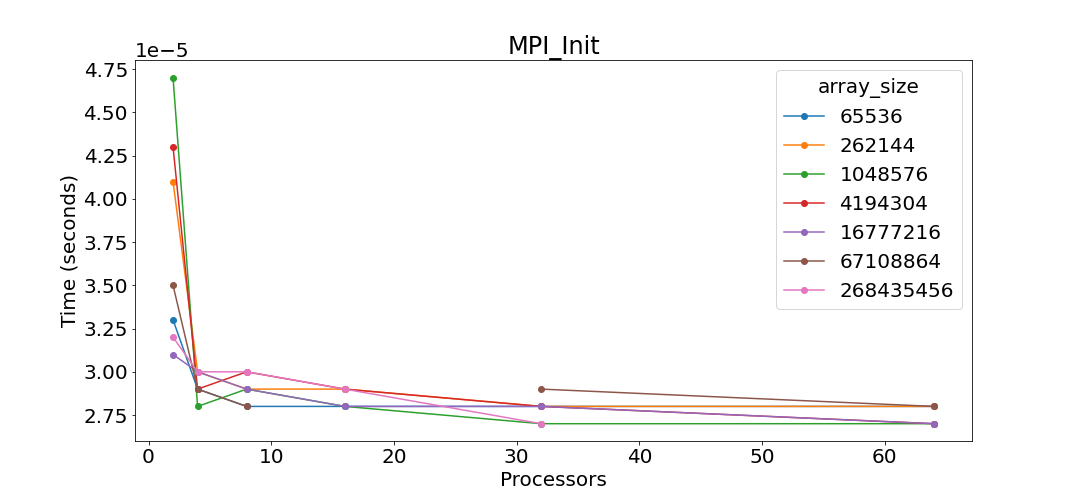 MPI_Init
1e−5
4.75
4.50
4.25
4.00
3.75
3.50
3.25
3.00
2.75
Time (seconds)
0 10 20 30 40 50 60
Processors
array_size
65536
262144
1048576
4194304
16777216
67108864
268435456